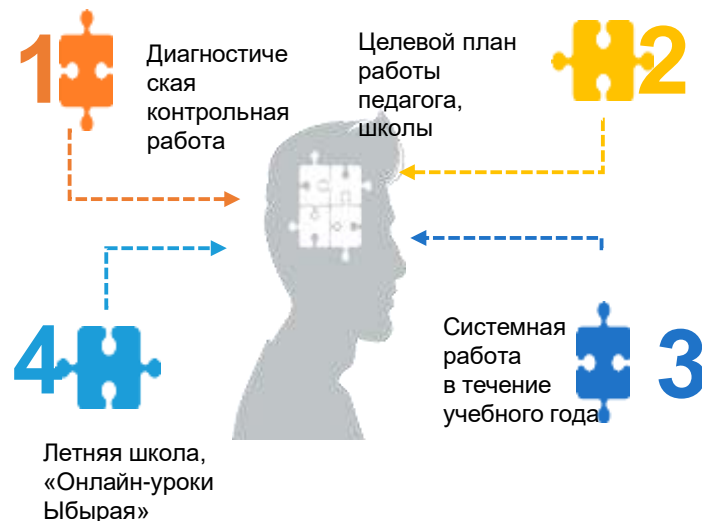 1
Диагностиче
ская
контрольная
работа
Целевой план
работы
педагога,
школы
2
4
Летняя школа,
«Онлайн-уроки
Ыбырая»
Системная
работа
в течение
учебного года
3